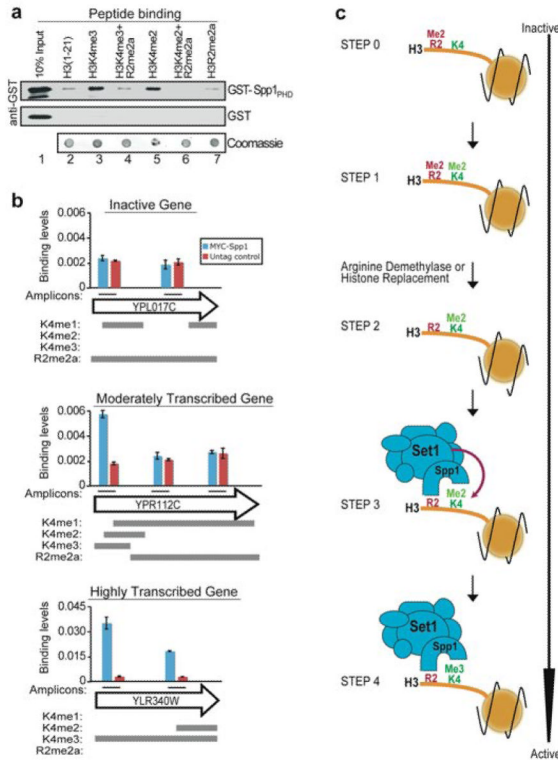 a
Peptide binding
10% Input
H3(1-21)
H3K4me3
H3K4me3+
R2me2a
H3K4me2
H3K4me2+
R2me2a
H3R2me2a
anti-GST
GST-Spp1PHD
GST
Coomassie
1 2 3 4 5 6 7
b
Inactive Gene
Binding levels
0.006
0.004
0.002
0
MYC-Spp1
Untag control
Amplicons:
YPL017C
K4me1:
K4me2:
K4me3:
R2me2a:
Moderately Transcribed Gene
Binding levels
0.006
0.004
0.002
0
Amplicons:
YPR112C
K4me1:
K4me2:
K4me3:
R2me2a:
Highly Transcribed Gene
Binding levels
0.045
0.030
0.015
0
Amplicons:
YLR340W
K4me1:
K4me2:
K4me3:
R2me2a:
c
Inactive
STEP 0
Me2
H3 R2 K4
STEP 1
Me2 Me2
H3 R2 K4
Arginine Demethylase or
Histone Replacement
STEP 2
Me2
H3 R2 K4
Set1
Spp1
STEP 3
Me2
H3 R2 K4
Set1
Spp1
STEP 4
Me3
H3 R2 K4
Active